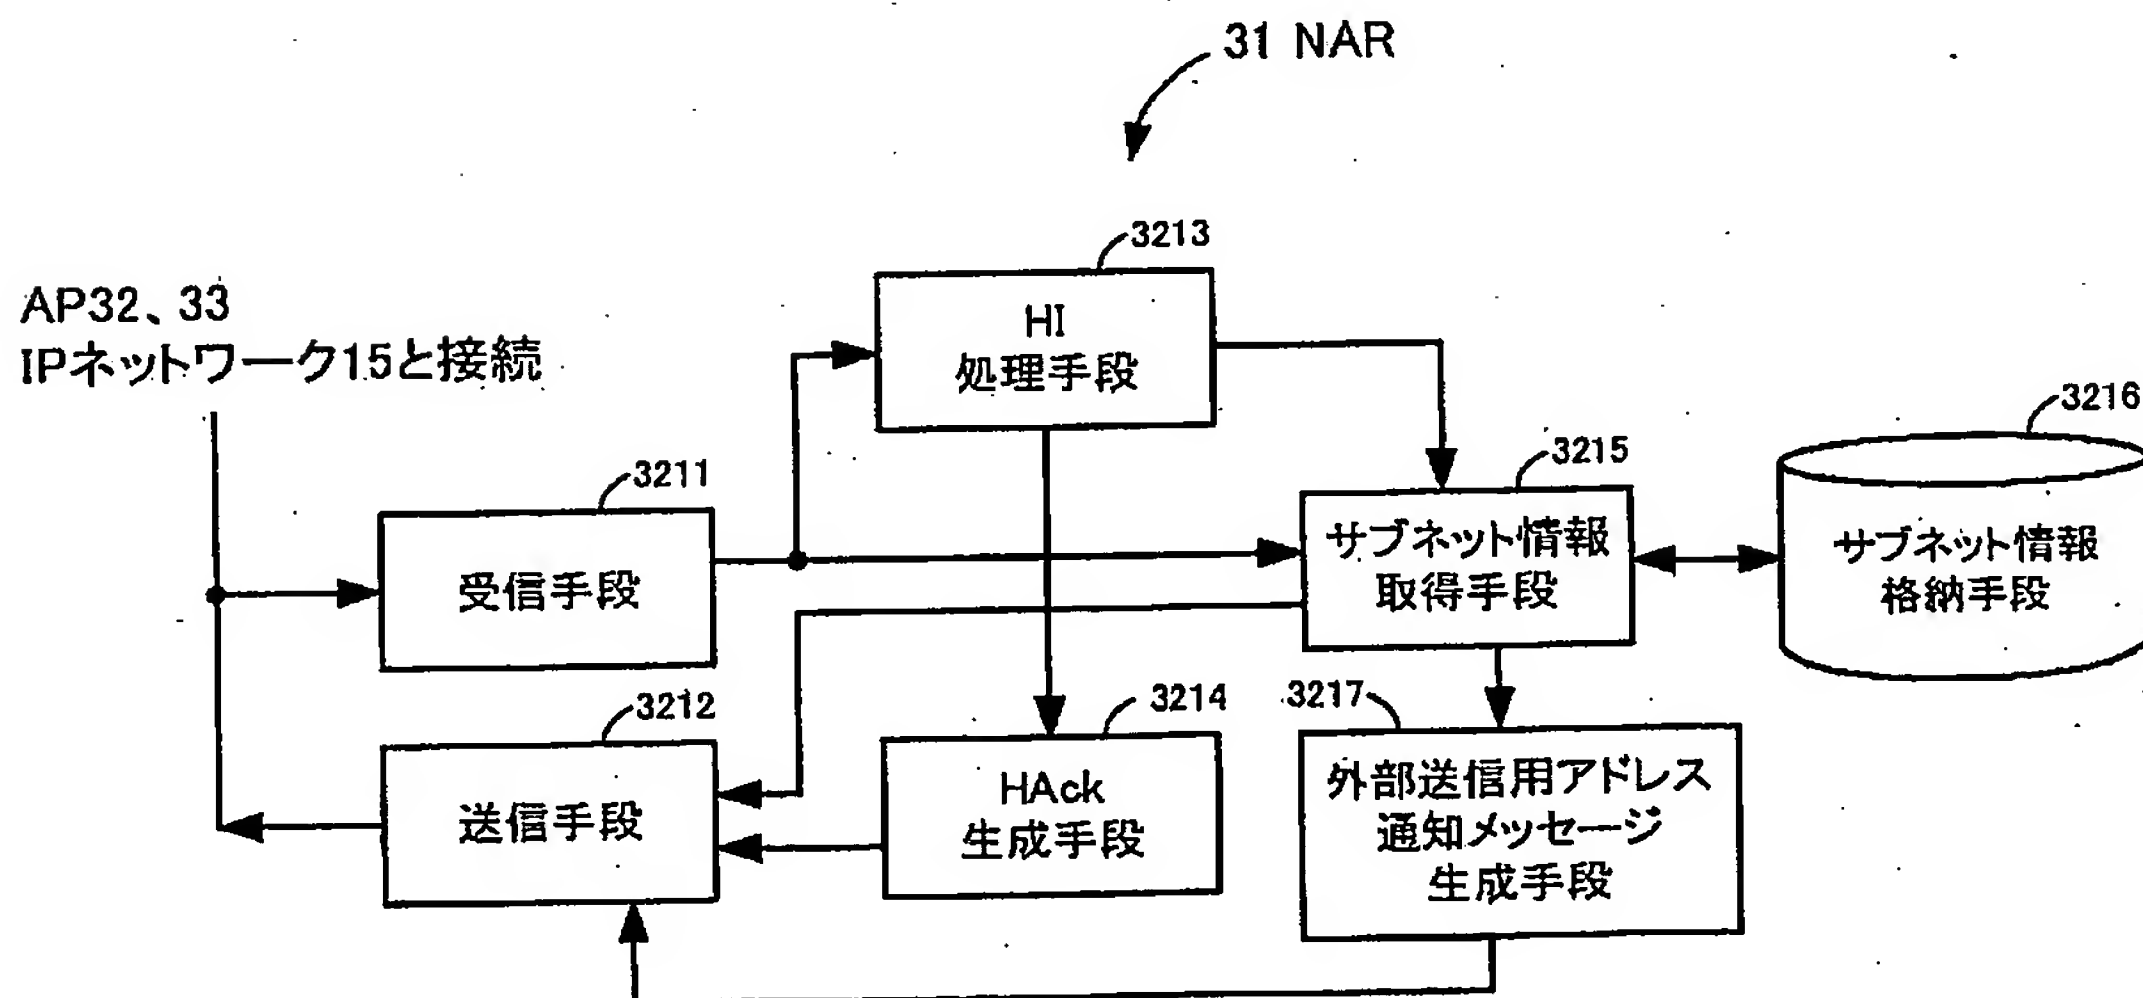 31 NAR
3213
AP32、33
IPネットワーク15と接続
HI
処理手段
3216
3211
3215
受信手段
サブネット情報
取得手段
サブネット情報
格納手段
3212
3214
3217
送信手段
HAck
生成手段
外部送信用アドレス
通知メッセージ
生成手段